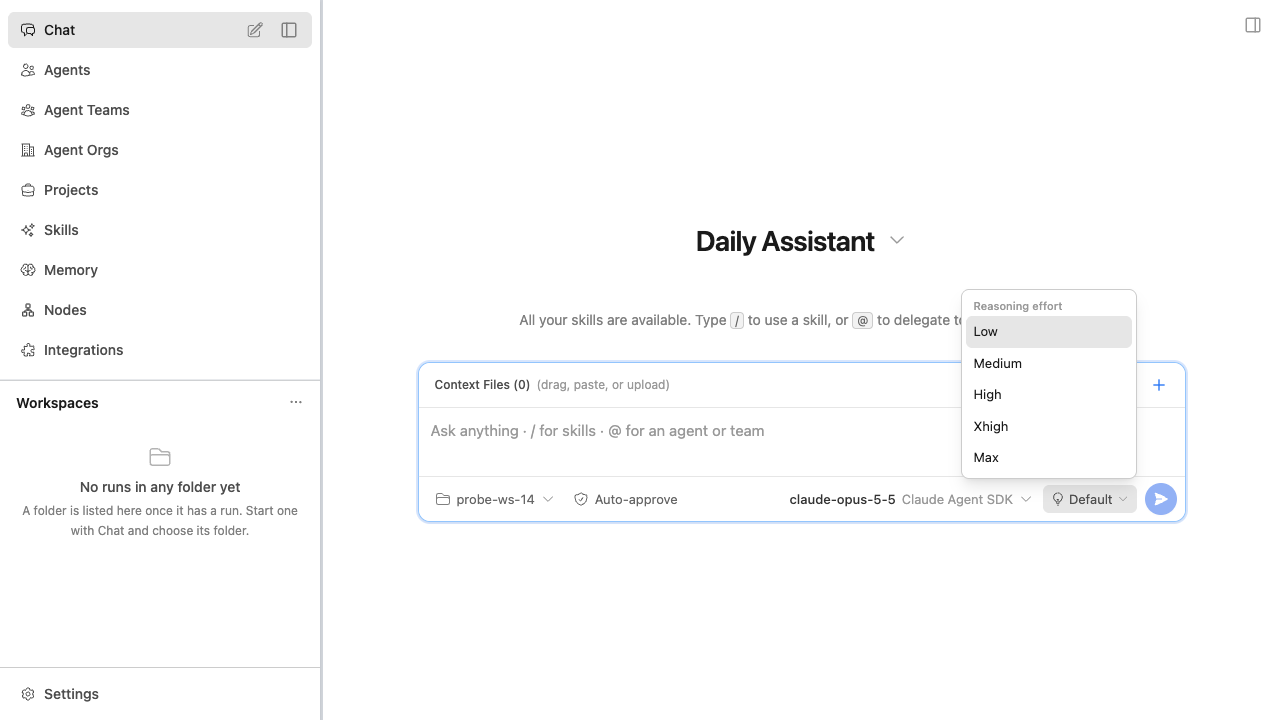 Chat
Agents
Agent Teams
Agent Orgs
Projects
Skills
Memory
Nodes
Integrations
Workspaces
No runs in any folder yet
A folder is listed here once it has a run. Start one
with Chat and choose its folder.
Settings
Daily Assistant
All your skills are available. Type / to use a skill, or @ to delegate
Reasoning effort
Low
Medium
High
Xhigh
Max
Context Files (0) (drag, paste, or upload)
Ask anything · / for skills · @ for an agent or team
probe-ws-14 Auto-approve claude-opus-5-5 Claude Agent SDK Default